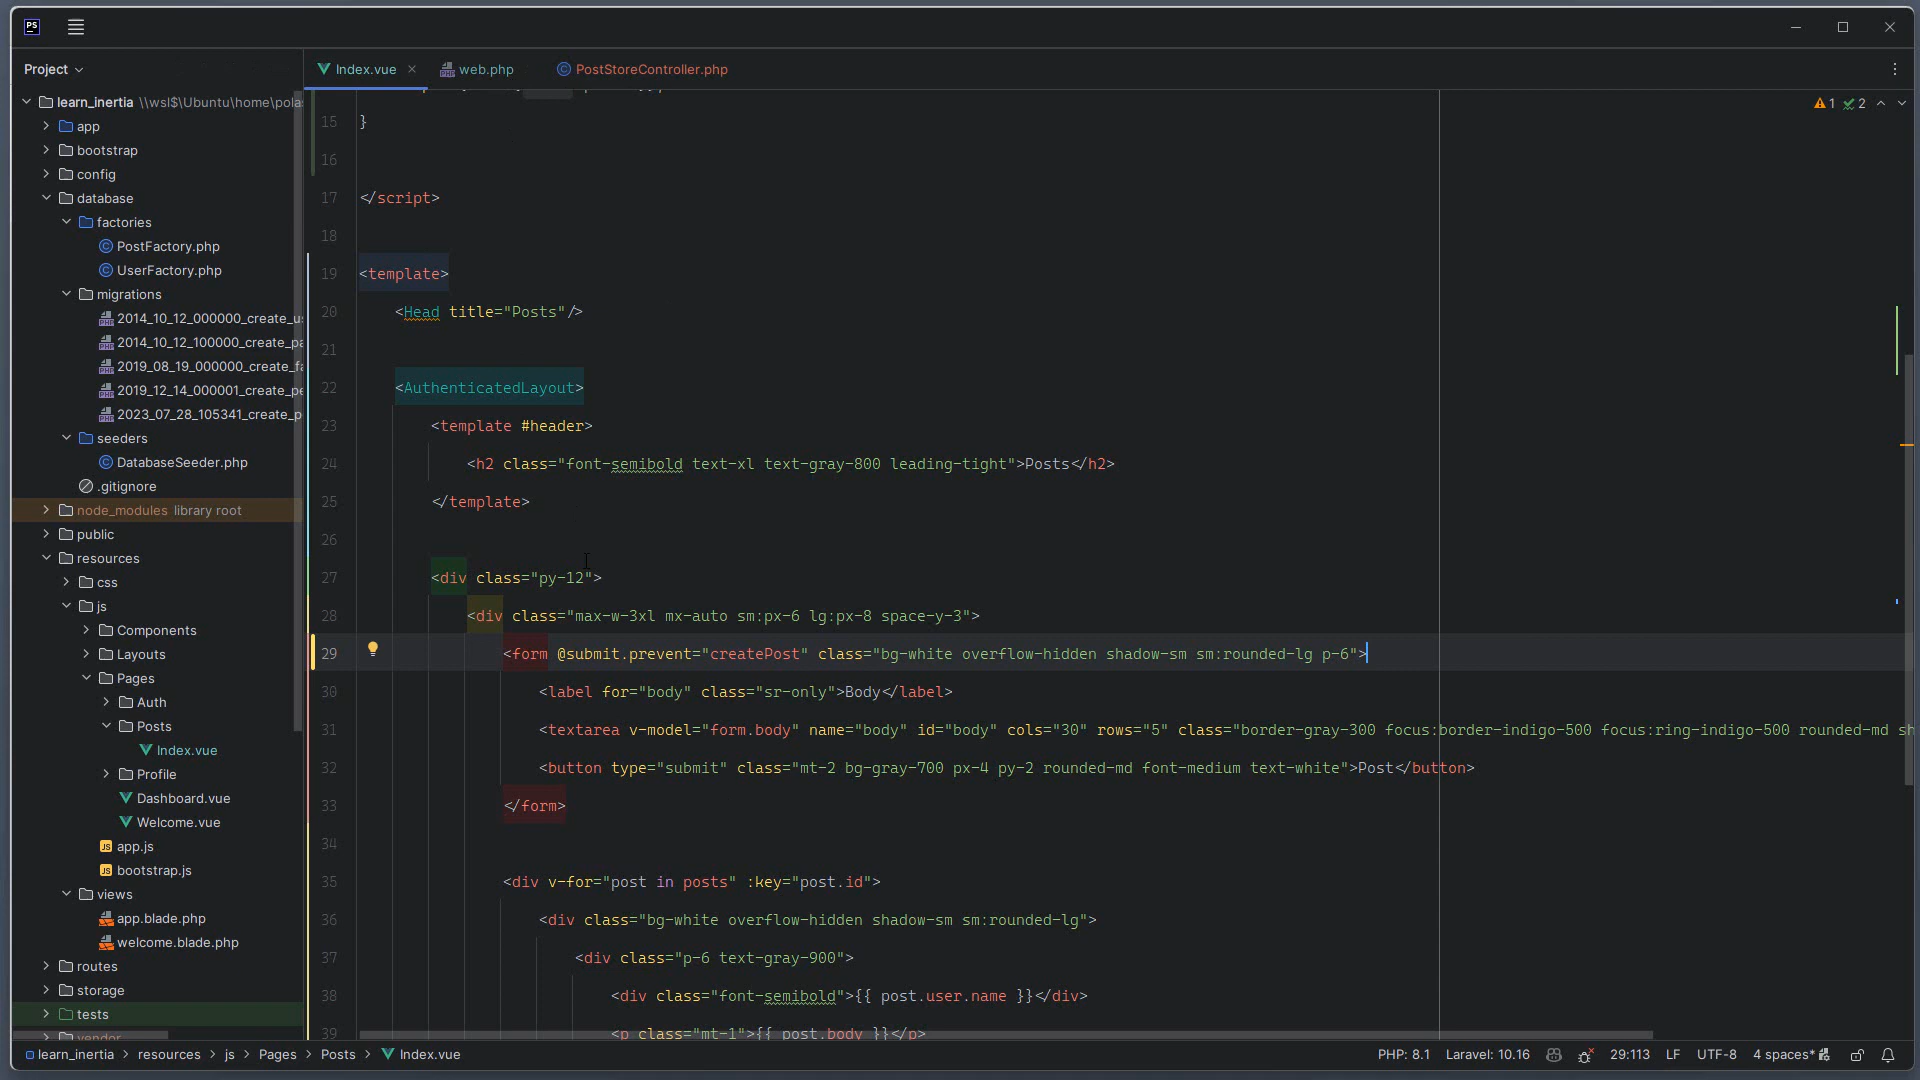 PS
Project
Index.vue
web.php
PostStoreController.php
learn_inertia \\wsl$\Ubuntu\home\pola
app
bootstrap
config
database
factories
PostFactory.php
UserFactory.php
migrations
2014_10_12_000000_create_us
2014_10_12_100000_create_pa
2019_08_19_000000_create_fa
2019_12_14_000001_create_pe
2023_07_28_105341_create_p
seeders
DatabaseSeeder.php
.gitignore
node_modules library root
public
resources
css
js
Components
Layouts
Pages
Auth
Posts
Index.vue
Profile
Dashboard.vue
Welcome.vue
app.js
bootstrap.js
views
app.blade.php
welcome.blade.php
routes
storage
tests
vendor
1 2
15 }
16
17 </script>
18
19 <template>
20 <Head title="Posts"/>
21
22 <AuthenticatedLayout>
23 <template #header>
24 <h2 class="font-semibold text-xl text-gray-800 leading-tight">Posts</h2>
25 </template>
26
27 <div class="py-12">
28 <div class="max-w-3xl mx-auto sm:px-6 lg:px-8 space-y-3">
29 <form @submit.prevent="createPost" class="bg-white overflow-hidden shadow-sm sm:rounded-lg p-6">
30 <label for="body" class="sr-only">Body</label>
31 <textarea v-model="form.body" name="body" id="body" cols="30" rows="5" class="border-gray-300 focus:border-indigo-500 focus:ring-indigo-500 rounded-md sh
32 <button type="submit" class="mt-2 bg-gray-700 px-4 py-2 rounded-md font-medium text-white">Post</button>
33 </form>
34
35 <div v-for="post in posts" :key="post.id">
36 <div class="bg-white overflow-hidden shadow-sm sm:rounded-lg">
37 <div class="p-6 text-gray-900">
38 <div class="font-semibold">{{ post.user.name }}</div>
39 <p class="mt-1">{{ post.body }}</p>
learn_inertia > resources > js > Pages > Posts > Index.vue
PHP: 8.1 Laravel: 10.16 29:113 LF UTF-8 4 spaces*